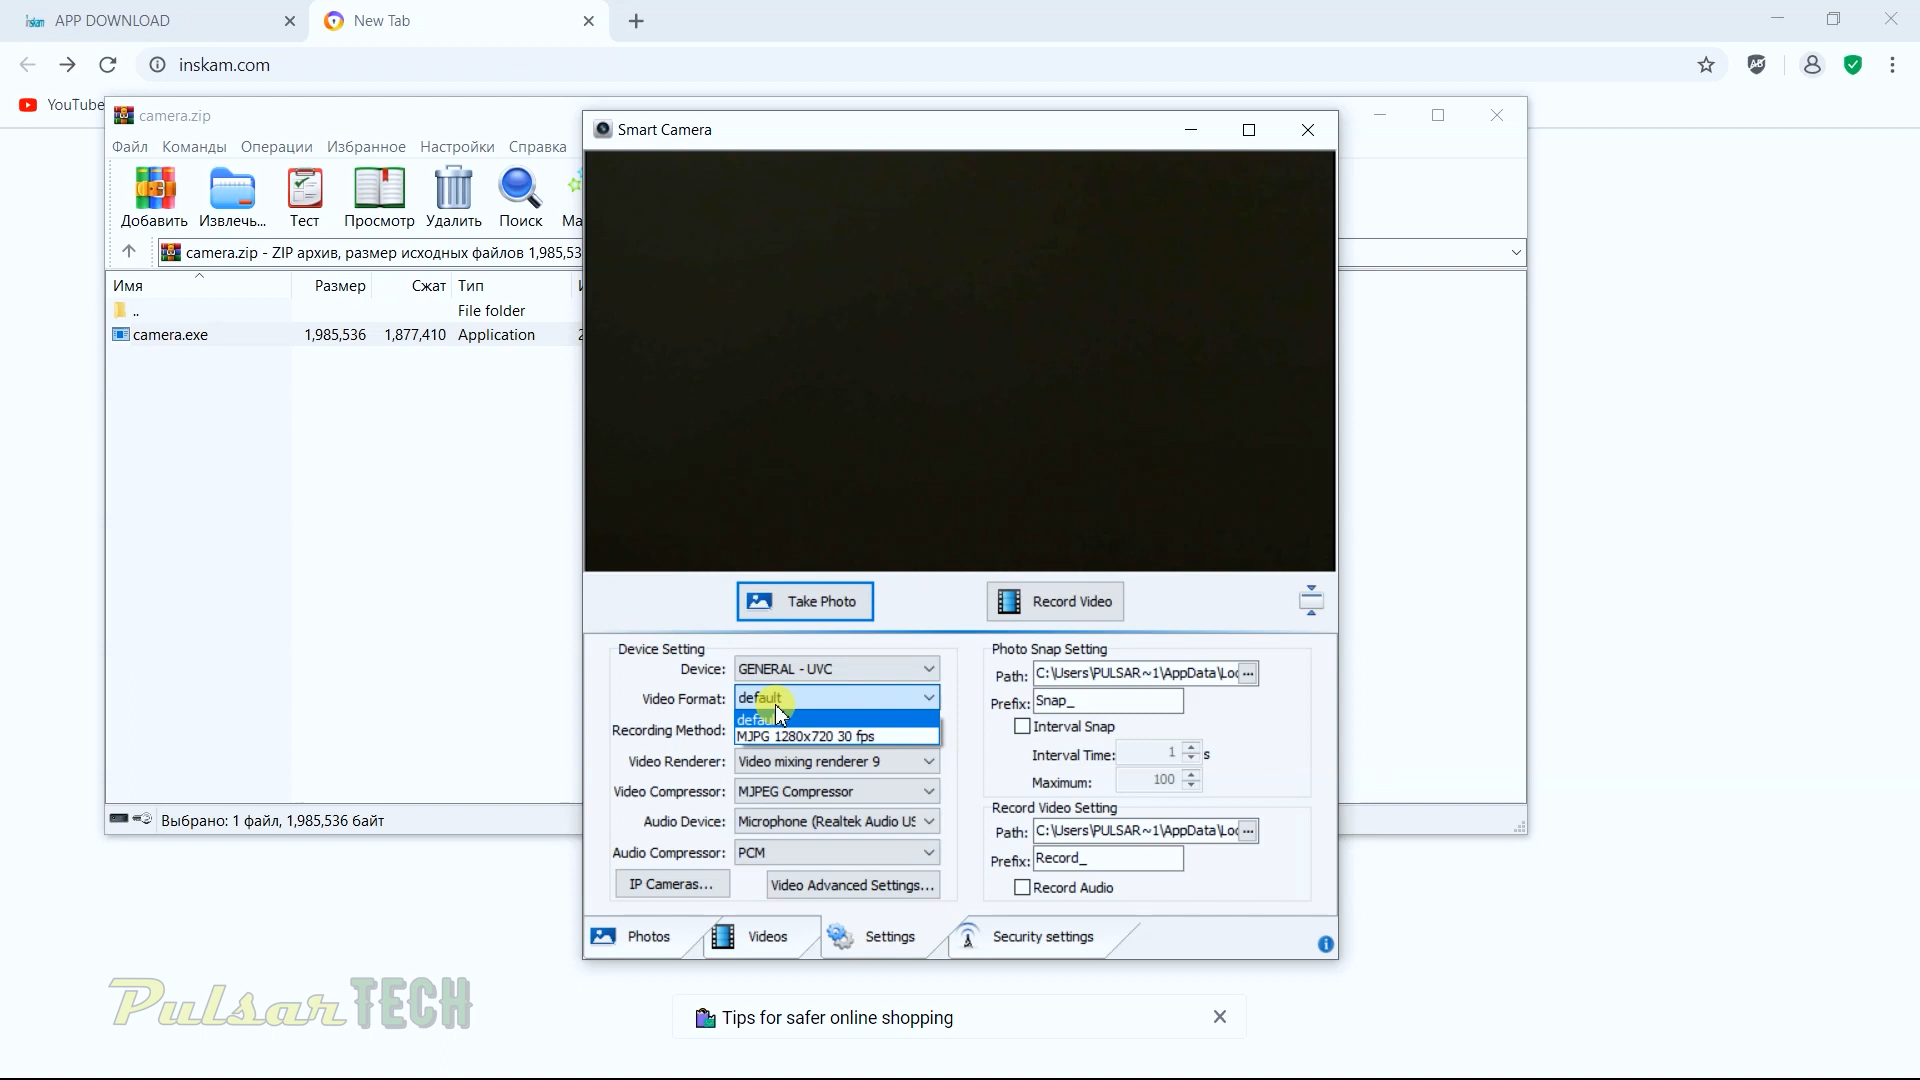 inskam APP DOWNLOAD
New Tab
inskam.com
YouTube
camera.zip
Файл Команды Операции Избранное Настройки Справка
Добавить Извлечь... Тест Просмотр Удалить Поиск Ма
camera.zip - ZIP архив, размер исходных файлов 1,985,53
Имя Размер Сжат Тип
.. File folder
camera.exe 1,985,536 1,877,410 Application 2
Выбрано: 1 файл, 1,985,536 байт
Smart Camera
Take Photo Record Video
Device Setting
Device: GENERAL - UVC
Video Format: default
default
MJPG 1280x720 30 fps
Recording Method:
Video Renderer: Video mixing renderer 9
Video Compressor: MJPEG Compressor
Audio Device: Microphone (Realtek Audio US
Audio Compressor: PCM
IP Cameras... Video Advanced Settings...
Photo Snap Setting
Path: C:\Users\PULSAR~1\AppData\Loc ...
Prefix: Snap_
Interval Snap
Interval Time: 1 s
Maximum: 100
Record Video Setting
Path: C:\Users\PULSAR~1\AppData\Loc ...
Prefix: Record_
Record Audio
Photos Videos Settings Security settings
PulsarTECH
Tips for safer online shopping